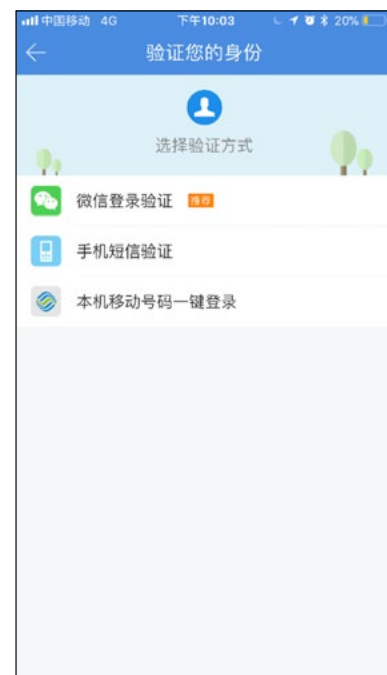 中国移动 4G 下午10:03 20%
验证您的身份
选择验证方式
微信登录验证 推荐
手机短信验证
本机移动号码一键登录